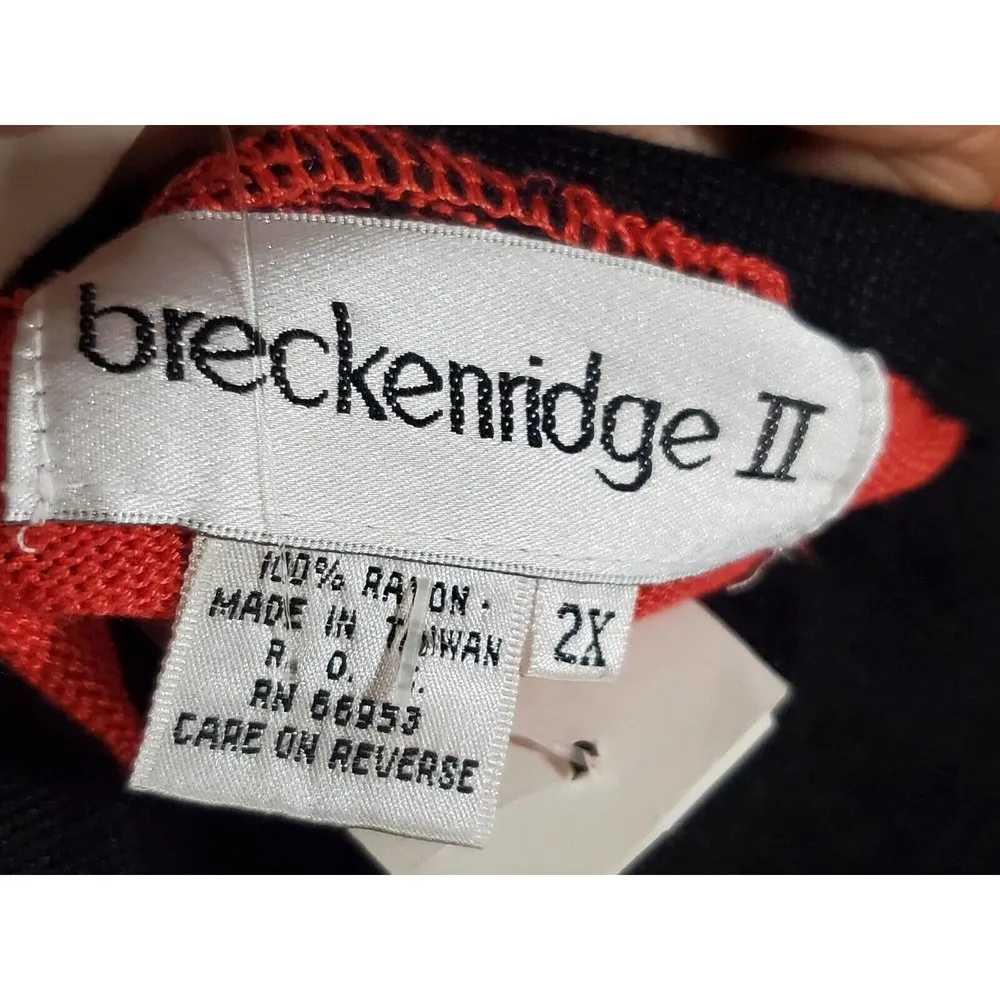 breckenridge II
100% RAYON.
MADE IN TAIWAN
2X
R. O.
RN 66953
CARE ON REVERSE